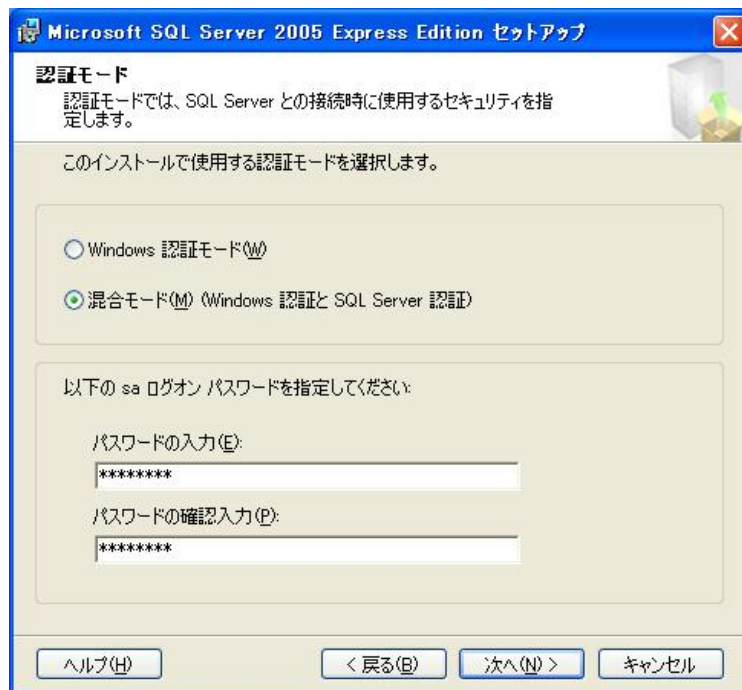 Microsoft SQL Server 2005 Express Edition セットアップ
認証モード
認証モードでは、SQL Server との接続時に使用するセキュリティを指
定します。
このインストールで使用する認証モードを選択します。
Windows 認証モード(W)
混合モード(M) (Windows 認証と SQL Server 認証)
以下の sa ログオン パスワードを指定してください:
パスワードの入力(E):
********
パスワードの確認入力(P):
********
ヘルプ(H)
< 戻る(B)
次へ(N) >
キャンセル